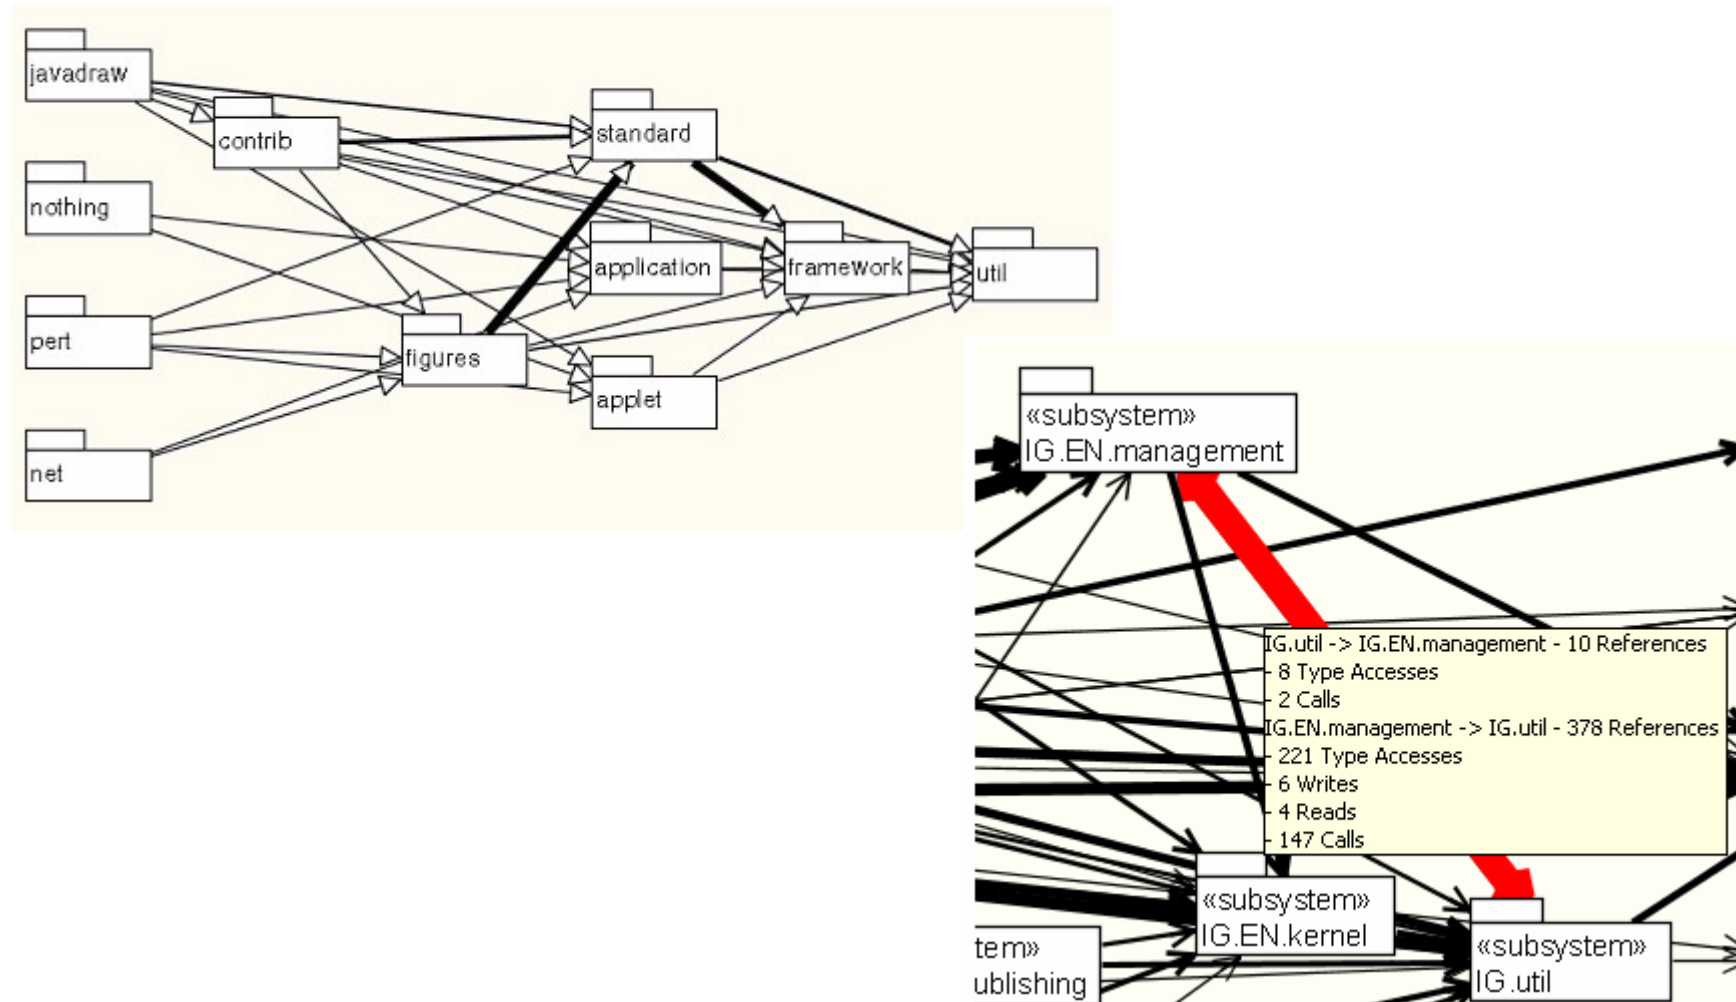 javadraw
contrib
standard
nothing
application
framework
util
pert
figures
applet
net
«subsystem»
IG.EN.management
IG.util -> IG.EN.management - 10 References
- 8 Type Accesses
- 2 Calls
IG.EN.management -> IG.util - 378 References
- 221 Type Accesses
- 6 Writes
- 4 Reads
- 147 Calls
«subsystem»
IG.EN.kernel
tem»
ublishing
«subsystem»
IG.util